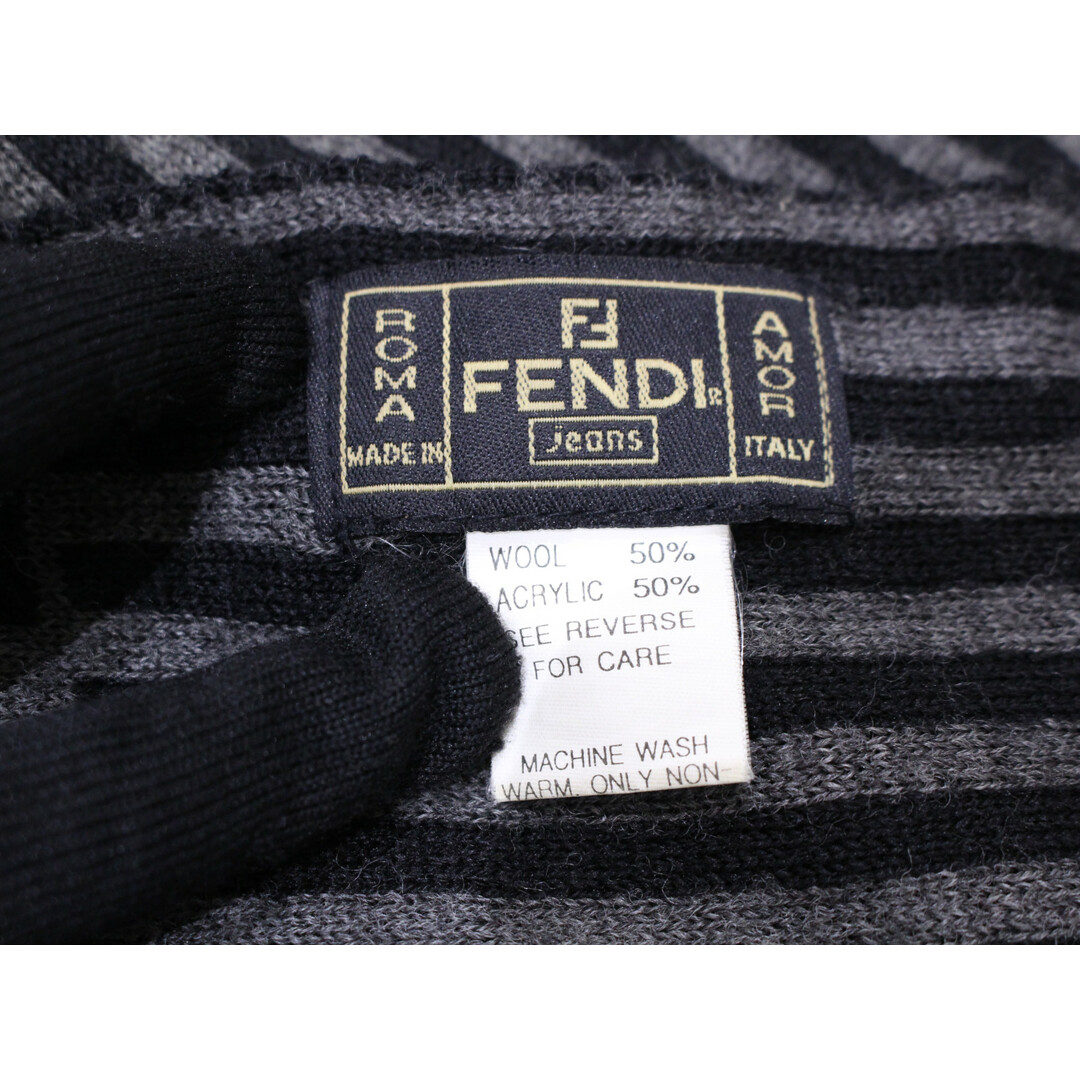 ROMA
MADE IN
FF
FENDI®
Jeans
AMOR
ITALY
WOOL 50%
ACRYLIC 50%
SEE REVERSE
FOR CARE
MACHINE WASH
WARM. ONLY NON-